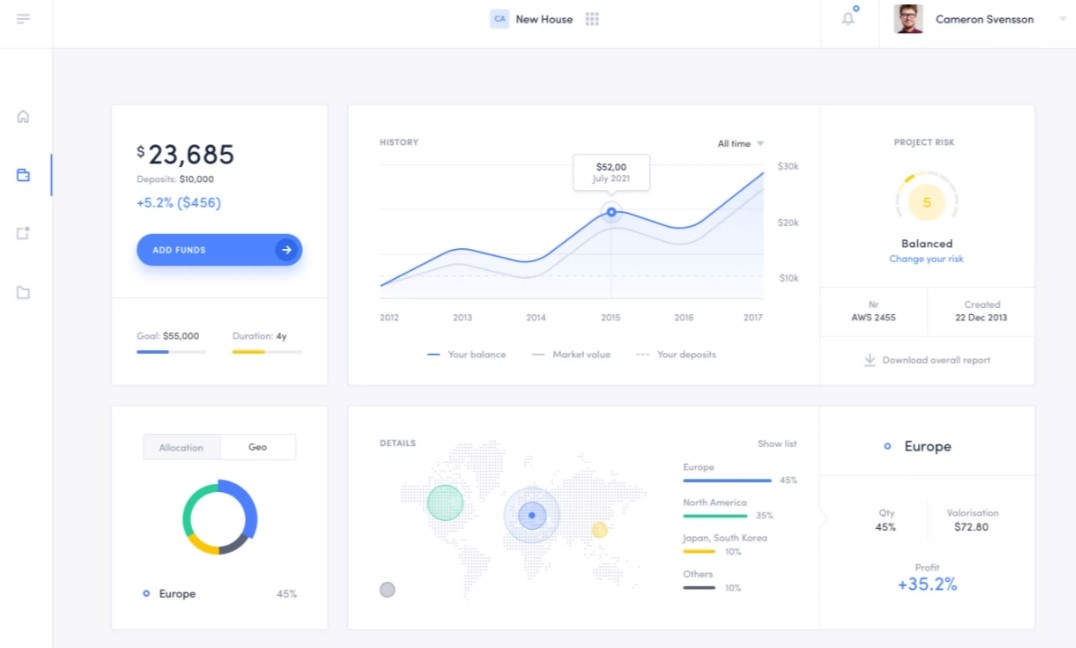 CA New House
Cameron Svensson
$23,685
Deposits: $10,000
+5.2% ($456)
ADD FUNDS
Goal: $55,000
Duration: 4y
HISTORY
All time
$52,00
July 2021
$30k
$20k
$10k
2012 2013 2014 2015 2016 2017
Your balance Market value Your deposits
PROJECT RISK
5
Balanced
Change your risk
Nr
AWS 2455
Created
22 Dec 2013
Download overall report
Allocation Geo
Europe 45%
DETAILS
Show list
Europe
45%
North America
35%
Japan, South Korea
10%
Others
10%
Europe
Qty
45%
Valorisation
$72.80
Profit
+35.2%